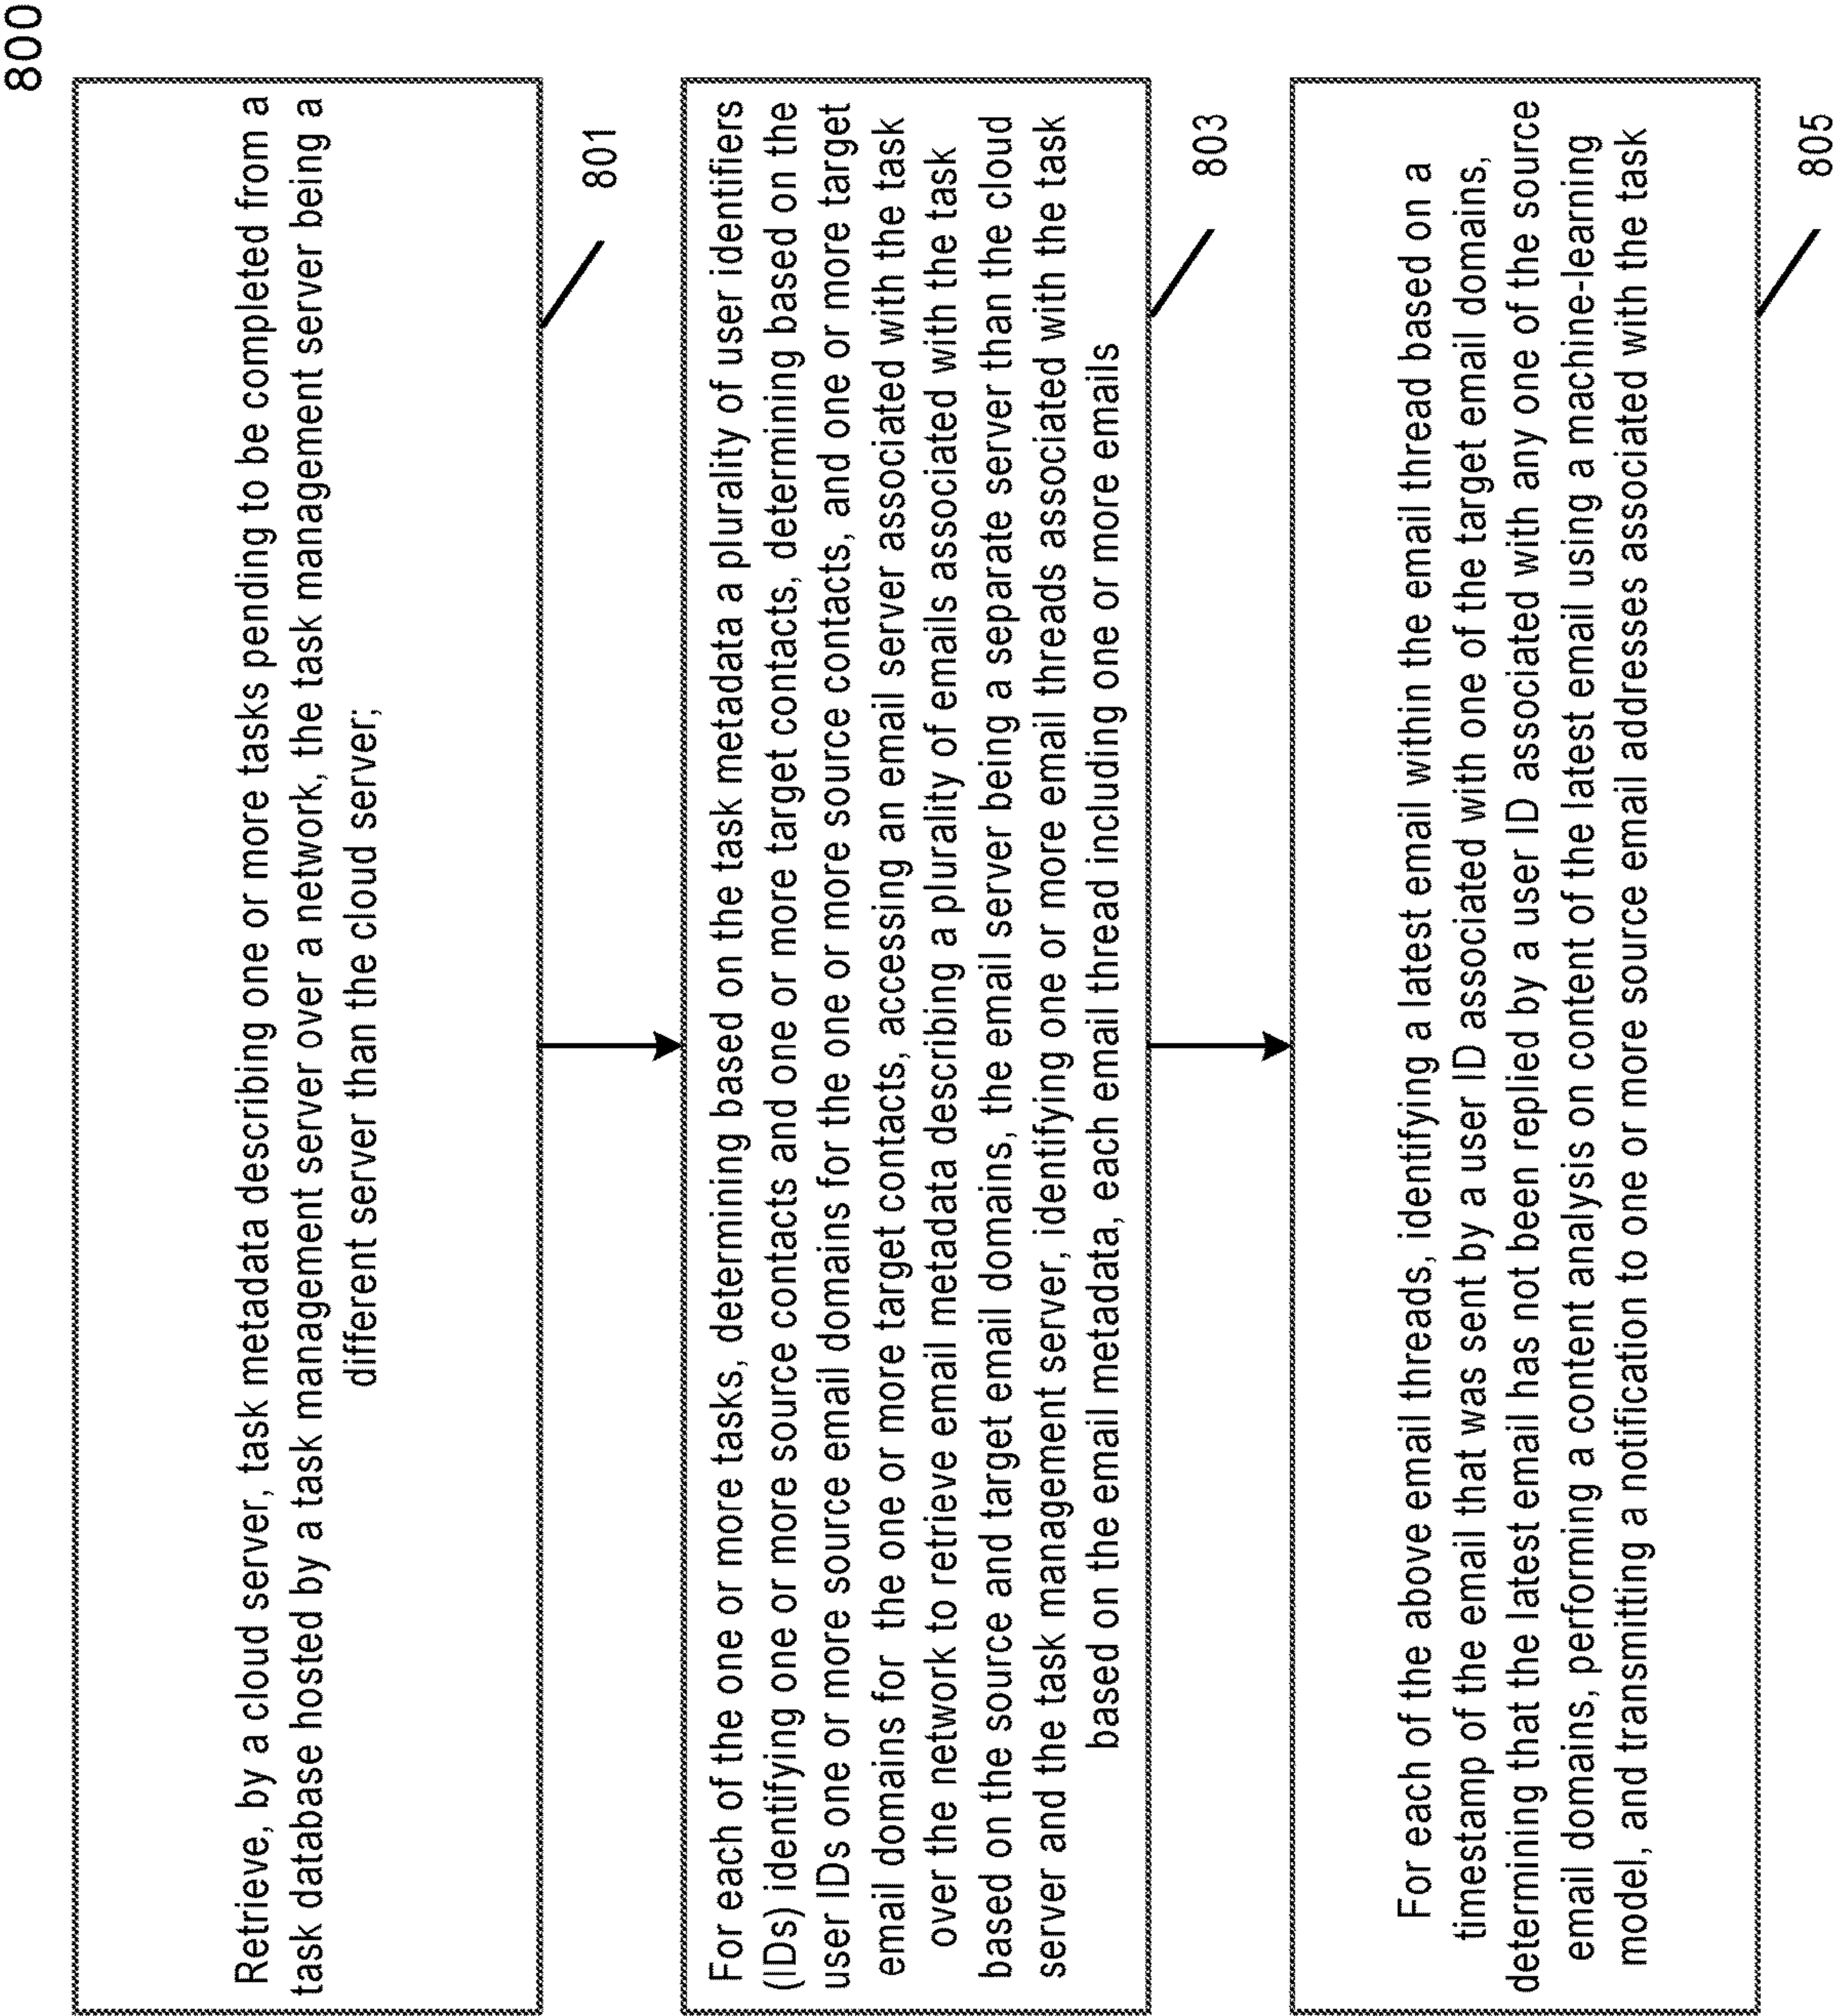 800
Retrieve, by a cloud server, task metadata describing one or more tasks pending to be completed from a
task database hosted by a task management server over a network, the task management server being a
different server than the cloud server;
801
For each of the one or more tasks, determining based on the task metadata a plurality of user identifiers
(IDs) identifying one or more source contacts and one or more target contacts, determining based on the
user IDs one or more source email domains for the one or more source contacts, and one or more target
email domains for the one or more target contacts, accessing an email server associated with the task
over the network to retrieve email metadata describing a plurality of emails associated with the task
based on the source and target email domains, the email server being a separate server than the cloud
server and the task management server, identifying one or more email threads associated with the task
based on the email metadata, each email thread including one or more emails
803
For each of the above email threads, identifying a latest email within the email thread based on a
timestamp of the email that was sent by a user ID associated with one of the target email domains,
determining that the latest email has not been replied by a user ID associated with any one of the source
email domains, performing a content analysis on content of the latest email using a machine-learning
model, and transmitting a notification to one or more source email addresses associated with the task
805